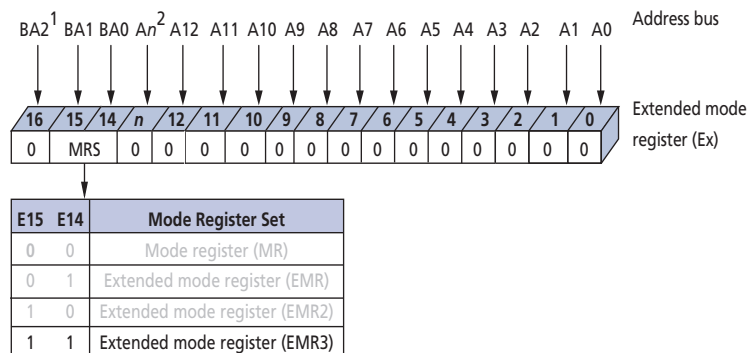 BA2¹ BA1 BA0 An² A12 A11 A10 A9 A8 A7 A6 A5 A4 A3 A2 A1 A0 Address bus
16 15 14 n 12 11 10 9 8 7 6 5 4 3 2 1 0 Extended mode
register (Ex)
0 MRS 0 0 0 0 0 0 0 0 0 0 0 0 0 0
E15 E14 Mode Register Set
0 0 Mode register (MR)
0 1 Extended mode register (EMR)
1 0 Extended mode register (EMR2)
1 1 Extended mode register (EMR3)